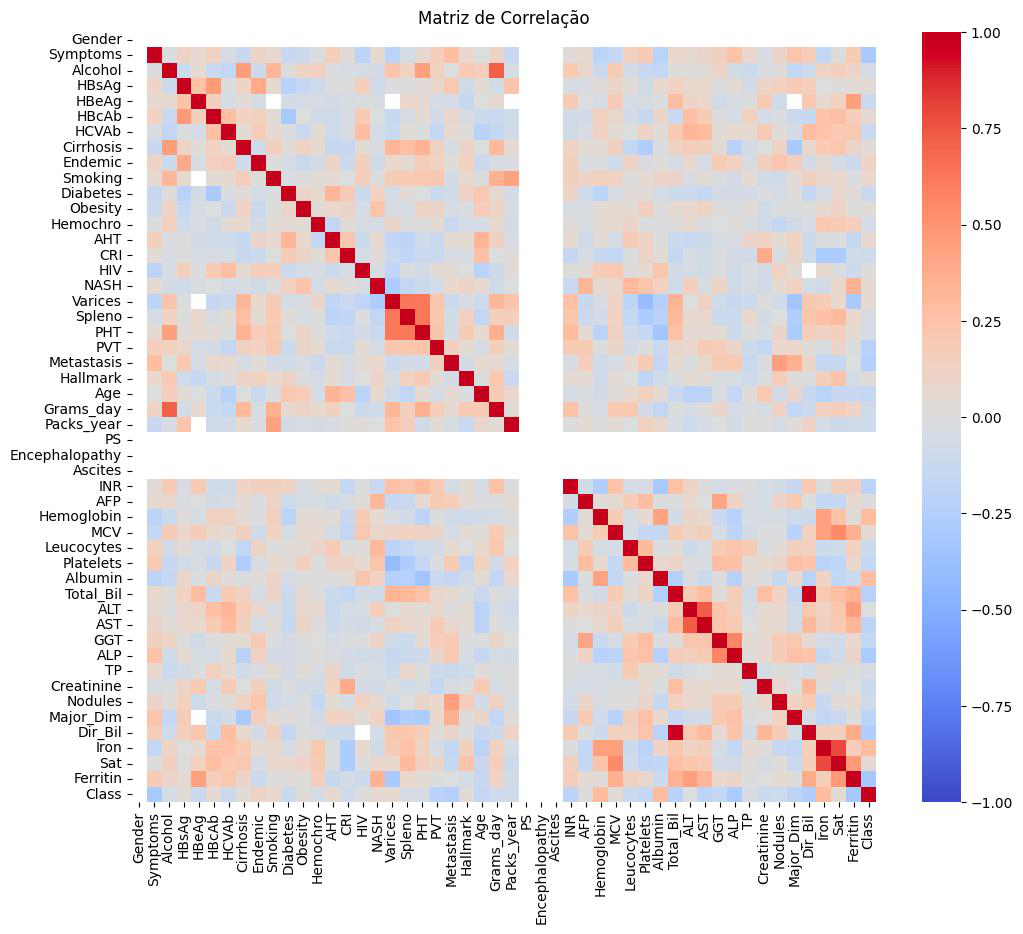 Matriz de Correlação
Gender
Symptoms
Alcohol
HBsAg
HBeAg
HBcAb
HCVAb
Cirrhosis
Endemic
Smoking
Diabetes
Obesity
Hemochro
AHT
CRI
HIV
NASH
Varices
Spleno
PHT
PVT
Metastasis
Hallmark
Age
Grams_day
Packs_year
PS
Encephalopathy
Ascites
INR
AFP
Hemoglobin
MCV
Leucocytes
Platelets
Albumin
Total_Bil
ALT
AST
GGT
ALP
TP
Creatinine
Nodules
Major_Dim
Dir_Bil
Iron
Sat
Ferritin
Class
Gender
Symptoms
Alcohol
HBsAg
HBeAg
HBcAb
HCVAb
Cirrhosis
Endemic
Smoking
Diabetes
Obesity
Hemochro
AHT
CRI
HIV
NASH
Varices
Spleno
PHT
PVT
Metastasis
Hallmark
Age
Grams_day
Packs_year
PS
Encephalopathy
Ascites
INR
AFP
Hemoglobin
MCV
Leucocytes
Platelets
Albumin
Total_Bil
ALT
AST
GGT
ALP
TP
Creatinine
Nodules
Major_Dim
Dir_Bil
Iron
Sat
Ferritin
Class
1.00
0.75
0.50
0.25
0.00
−0.25
−0.50
−0.75
−1.00